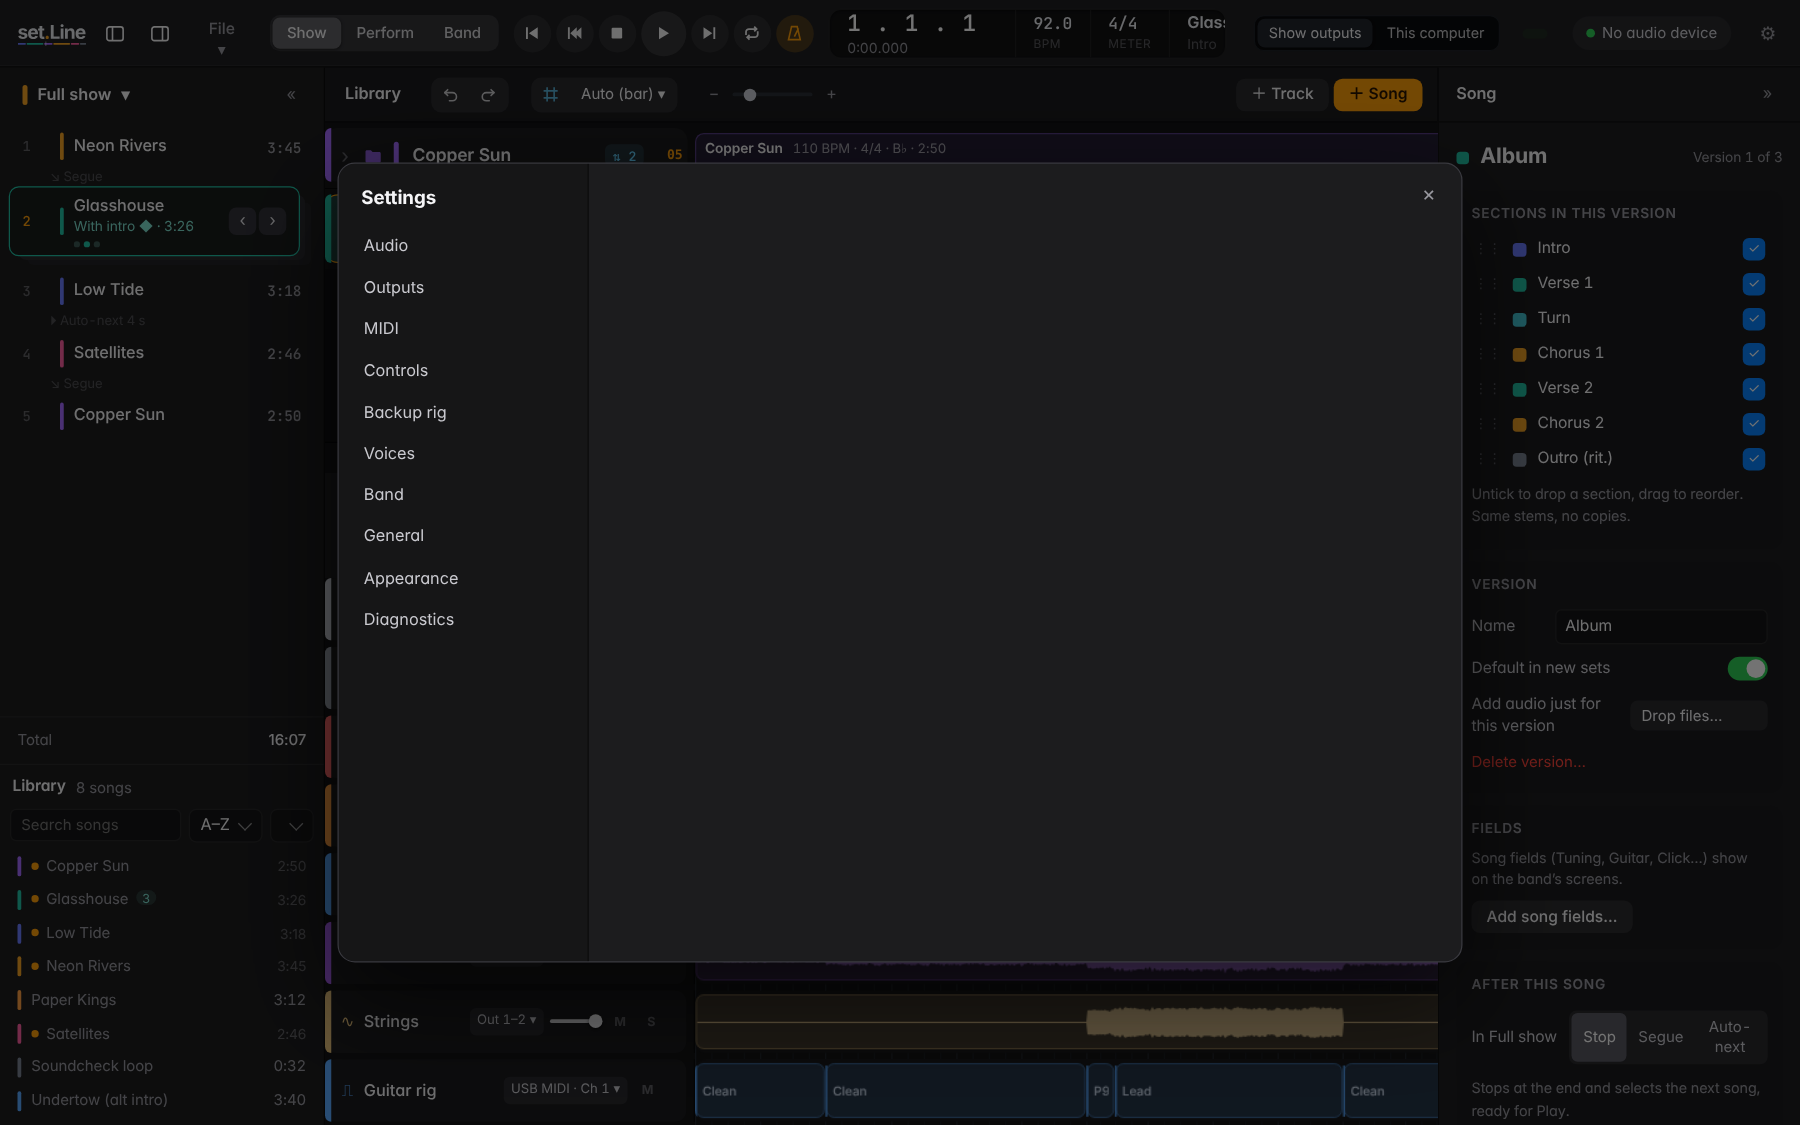 set.Line
File ▾
Show
Perform
Band
1 . 1 . 1
0:00.000
92.0
BPM
4/4
METER
Glass
Intro
Show outputs
This computer
No audio device
Full show ▾
«
Library
Auto (bar) ▾
− +
+ Track
+ Song
Song
»
1 Neon Rivers 3:45
↘ Segue
2 Glasshouse
With intro ◆ · 3:26
‹ ›
3 Low Tide 3:18
▸ Auto-next 4 s
4 Satellites 2:46
↘ Segue
5 Copper Sun 2:50
Total 16:07
Library 8 songs
Search songs
A–Z
Copper Sun 2:50
Glasshouse 3 3:26
Low Tide 3:18
Neon Rivers 3:45
Paper Kings 3:12
Satellites 2:46
Soundcheck loop 0:32
Undertow (alt intro) 3:40
Copper Sun ⇅ 2 05
Copper Sun 110 BPM · 4/4 · B♭ · 2:50
Settings
×
Audio
Outputs
MIDI
Controls
Backup rig
Voices
Band
General
Appearance
Diagnostics
Strings Out 1–2 ▾ M S
Guitar rig USB MIDI · Ch 1 ▾ M
Clean
Clean
P9
Lead
Clean
Album Version 1 of 3
SECTIONS IN THIS VERSION
Intro
Verse 1
Turn
Chorus 1
Verse 2
Chorus 2
Outro (rit.)
Untick to drop a section, drag to reorder.
Same stems, no copies.
VERSION
Name Album
Default in new sets
Add audio just for
this version
Drop files...
Delete version...
FIELDS
Song fields (Tuning, Guitar, Click...) show
on the band's screens.
Add song fields...
AFTER THIS SONG
In Full show
Stop
Segue
Auto-
next
Stops at the end and selects the next song,
ready for Play.